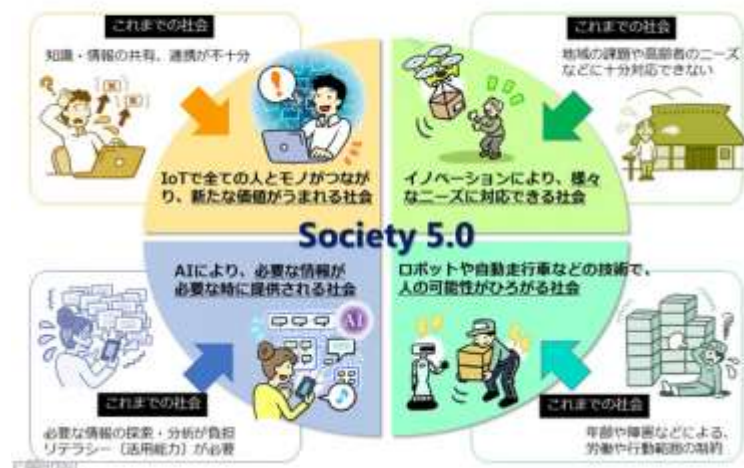 これまでの社会
知識・情報の共有、連携が不十分
IoTで全ての人とモノがつなが
り、新たな価値がうまれる社会
これまでの社会
地域の課題や高齢者のニーズ
などに十分対応できない
イノベーションにより、様々
なニーズに対応できる社会
Society 5.0
AIにより、必要な情報が
必要な時に提供される社会
AI
これまでの社会
必要な情報の探索・分析が負担
リテラシー（活用能力）が必要
ロボットや自動走行車などの技術で、
人の可能性がひろがる社会
これまでの社会
年齢や障害などによる、
労働や行動範囲の制約